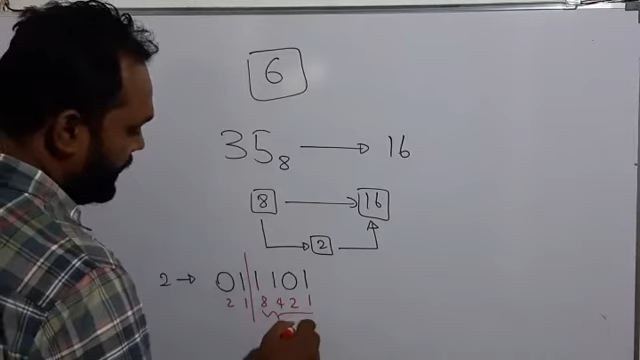 6
35₈ → 16
8 → 16
2
2 → 01|1101
2 1 8 4 2 1